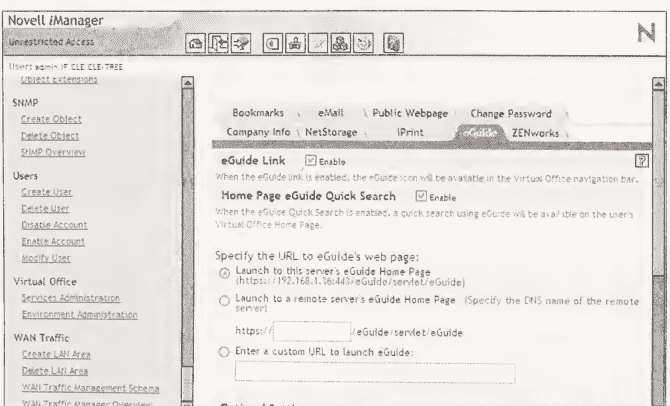 Novell iManager
Unrestricted Access
N
User: admin.IF.CLE.CLE-TREE
Object Extensions
SNMP
Create Object
Delete Object
SNMP Overview
Users
Create User
Delete User
Disable Account
Enable Account
Modify User
Virtual Office
Services Administration
Environment Administration
WAN Traffic
Create LAN Area
Delete LAN Area
WAN Traffic Management Schema
WAN Traffic Manager Overview
Bookmarks \ eMail \ Public Webpage \ Change Password \
Company Info \ NetStorage \ iPrint eGuide ZENworks \
eGuide Link Enable ?
When the eGuide link is enabled, the eGuide icon will be available in the Virtual Office navigation bar.
Home Page eGuide Quick Search Enable
When the eGuide Quick Search is enabled, a quick search using eGuide will be available on the user's
Virtual Office Home Page.
Specify the URL to eGuide's web page:
Launch to this server's eGuide Home Page
(https://192.168.1.36:443/eGuide/servlet/eGuide)
Launch to a remote server's eGuide Home Page (Specify the DNS name of the remote
server)
https:// /eGuide/servlet/eGuide
Enter a custom URL to launch eGuide: